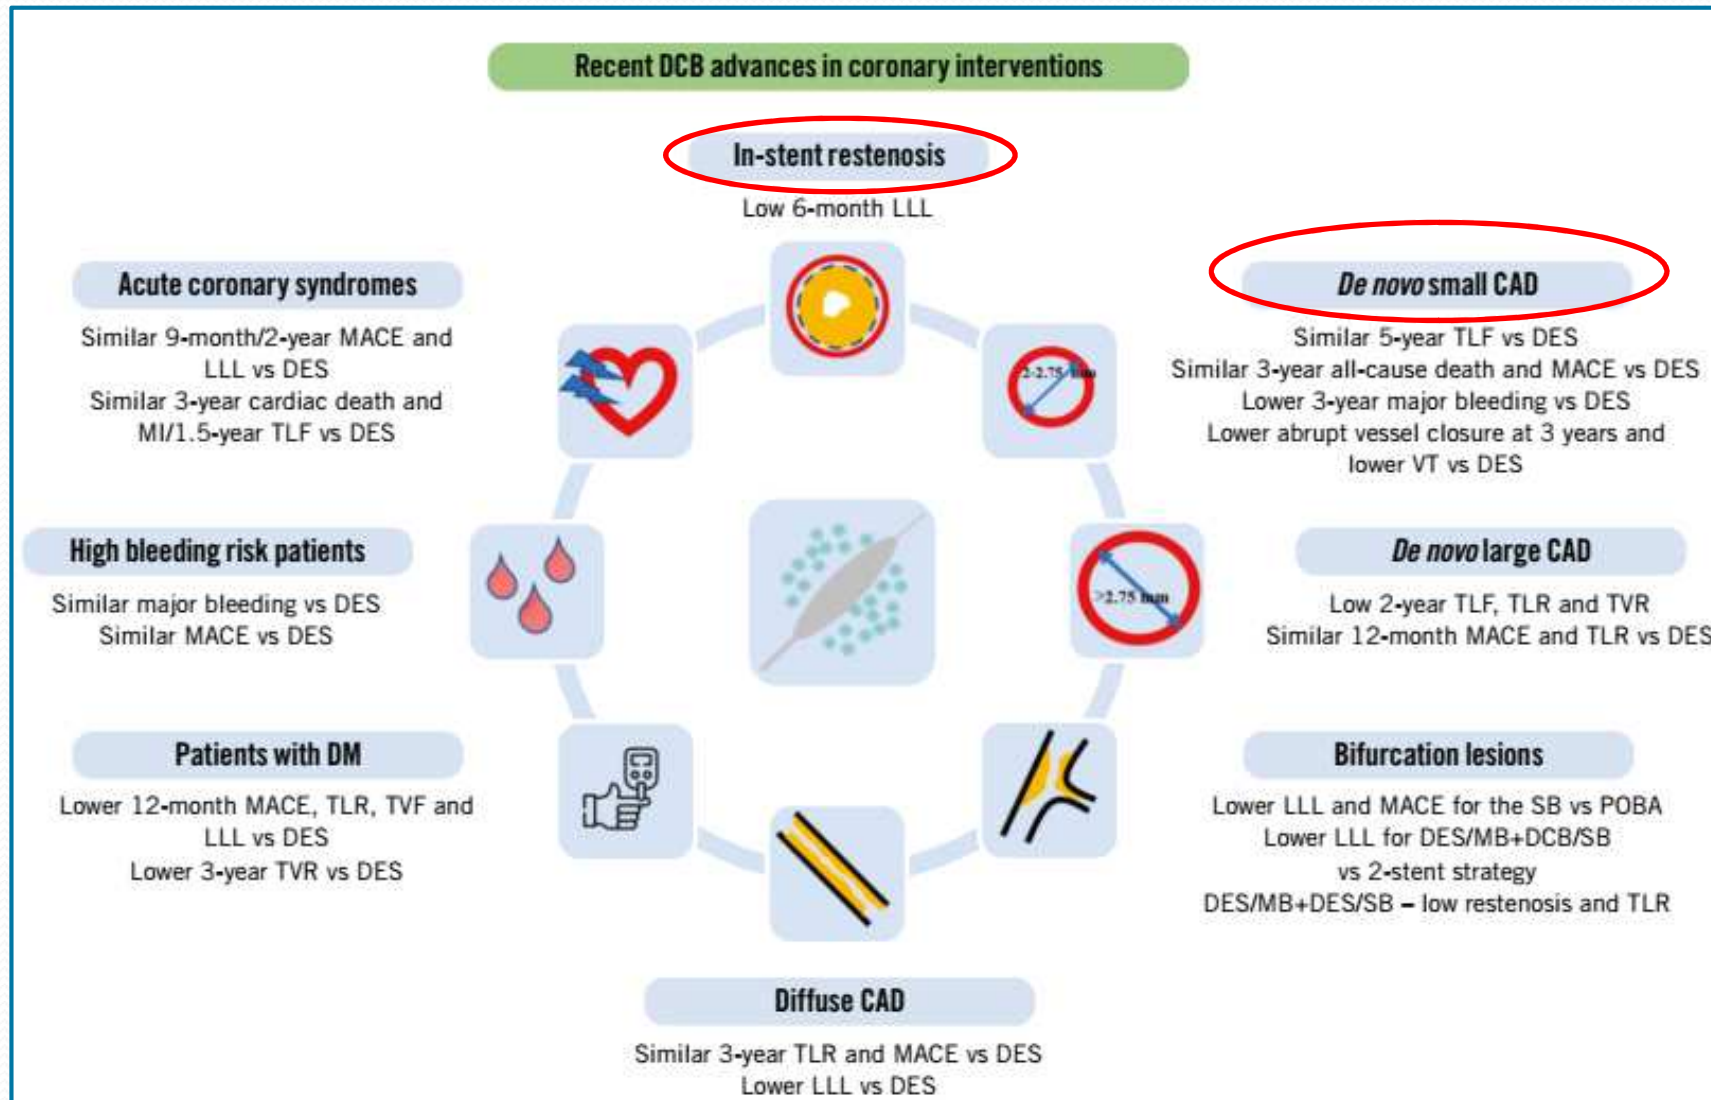 Recent DCB advances in coronary interventions
In-stent restenosis
Low 6-month LLL
De novo small CAD
Similar 5-year TLF vs DES
Similar 3-year all-cause death and MACE vs DES
Lower 3-year major bleeding vs DES
Lower abrupt vessel closure at 3 years and
lower VT vs DES
2-2.75 mm
De novo large CAD
Low 2-year TLF, TLR and TVR
Similar 12-month MACE and TLR vs DES
>2.75 mm
Bifurcation lesions
Lower LLL and MACE for the SB vs POBA
Lower LLL for DES/MB+DCB/SB
vs 2-stent strategy
DES/MB+DES/SB – low restenosis and TLR
Diffuse CAD
Similar 3-year TLR and MACE vs DES
Lower LLL vs DES
Patients with DM
Lower 12-month MACE, TLR, TVF and
LLL vs DES
Lower 3-year TVR vs DES
High bleeding risk patients
Similar major bleeding vs DES
Similar MACE vs DES
Acute coronary syndromes
Similar 9-month/2-year MACE and
LLL vs DES
Similar 3-year cardiac death and
MI/1.5-year TLF vs DES